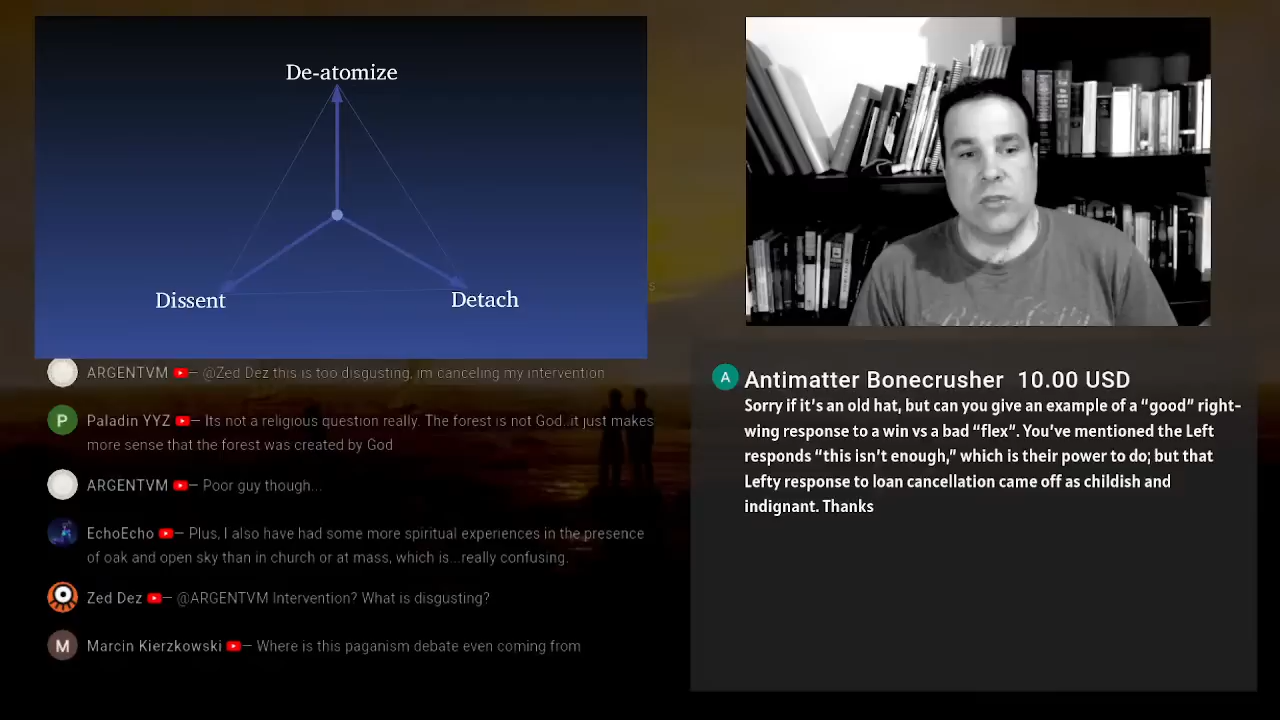 De-atomize
Dissent
Detach
s
ARGENTVM — @Zed Dez this is too disgusting, im canceling my intervention
P
Paladin YYZ — Its not a religious question really. The forest is not God..it just makes
more sense that the forest was created by God
ARGENTVM — Poor guy though...
EchoEcho — Plus, I also have had some more spiritual experiences in the presence
of oak and open sky than in church or at mass, which is...really confusing.
Zed Dez — @ARGENTVM Intervention? What is disgusting?
M
Marcin Kierzkowski — Where is this paganism debate even coming from
A
Antimatter Bonecrusher 10.00 USD
Sorry if it’s an old hat, but can you give an example of a “good” right-
wing response to a win vs a bad “flex”. You’ve mentioned the Left
responds “this isn’t enough,” which is their power to do; but that
Lefty response to loan cancellation came off as childish and
indignant. Thanks